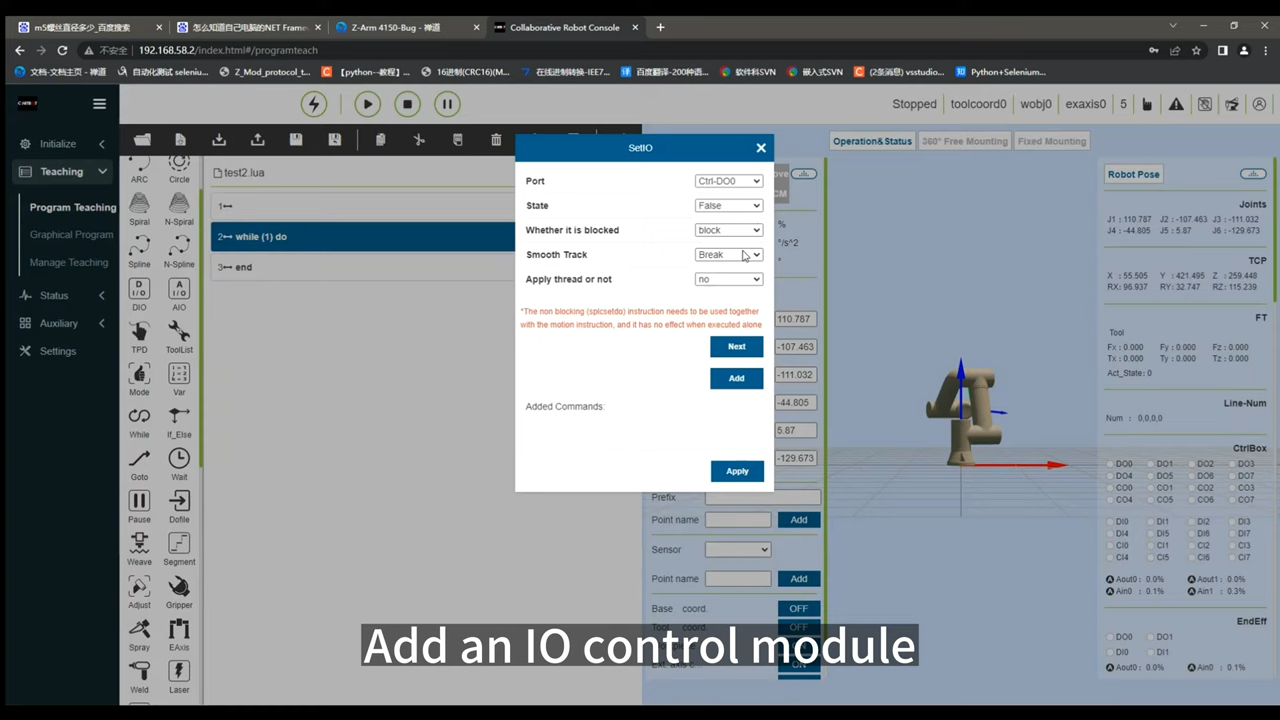 m5螺丝直径多少_百度搜索
怎么知道自己电脑的NET Frame
Z-Arm 4150-Bug - 禅道
Collaborative Robot Console
不安全
192.168.58.2/index.html#/programteach
文档-文档主页 - 禅道
自动化测试 seleniu...
Z_Mod_protocol_t...
【python--教程】...
16进制(CRC16)(M...
在线进制转换-IEE7...
百度翻译-200种语...
软件科SVN
嵌入式SVN
(2条消息) vsstudio...
Python+Selenium...
Stopped
toolcoord0
wobj0
exaxis0
5
Initialize
Teaching
Program Teaching
Graphical Program
Manage Teaching
Status
Auxiliary
Settings
ARC
Circle
Spiral
N-Spiral
Spline
N-Spline
DIO
AIO
TPD
ToolList
Mode
Var
While
If_Else
Goto
Wait
Pause
Dofile
Weave
Segment
Adjust
Gripper
Spray
EAxis
Weld
Laser
test2.lua
1
2 while (1) do
3 end
SetIO
Port
Ctrl-DO0
State
False
Whether it is blocked
block
Smooth Track
Break
Apply thread or not
no
*The non blocking (splcsetdo) instruction needs to be used together
with the motion instruction, and it has no effect when executed alone
Next
Add
Added Commands:
Apply
%
°/s^2
°
110.787
-107.463
-111.032
-44.805
5.87
-129.673
Prefix
Point name
Add
Sensor
Point name
Add
Base coord.
OFF
OFF
ON
Operation&Status
360° Free Mounting
Fixed Mounting
Robot Pose
Joints
J1 : 110.787 J2 : -107.463 J3: -111.032
J4 : -44.805 J5 : 5.87 J6 : -129.673
TCP
X : 55.505 Y : 421.495 Z : 259.448
RX: 96.937 RY: 32.747 RZ: 115.239
FT
Tool
Fx : 0.000 Fy : 0.000 Fz : 0.000
Tx : 0.000 Ty : 0.000 Tz : 0.000
Act_State: 0
Line-Num
Num : 0,0,0,0
CtrlBox
DO0 DO1 DO2 DO3
DO4 DO5 DO6 DO7
CO0 CO1 CO2 CO3
CO4 CO5 CO6 CO7
DI0 DI1 DI2 DI3
DI4 DI5 DI6 DI7
CI0 CI1 CI2 CI3
CI4 CI5 CI6 CI7
Aout0: 0.0% Aout1: 0.0%
Ain0 : 0.1% Ain1 : 0.3%
EndEff
DO0 DO1
DI0 DI1
Aout0: 0.0% Ain0 : 0.1%
Add an IO control module